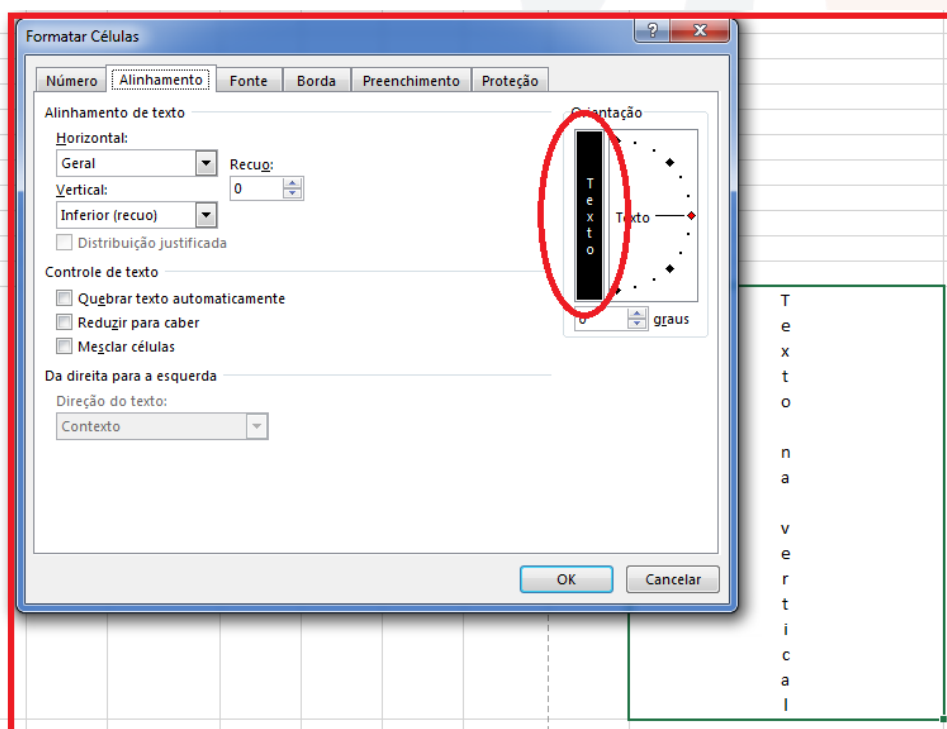 Formatar Células
?
X
Número Alinhamento Fonte Borda Preenchimento Proteção
Alinhamento de texto
Horizontal:
Geral
Recuo:
0
Vertical:
Inferior (recuo)
Distribuição justificada
Controle de texto
Quebrar texto automaticamente
Reduzir para caber
Mesclar células
Da direita para a esquerda
Direção do texto:
Contexto
Orientação
T
e
x
t
o
Texto
0 graus
OK Cancelar
T
e
x
t
o
n
a
v
e
r
t
i
c
a
l